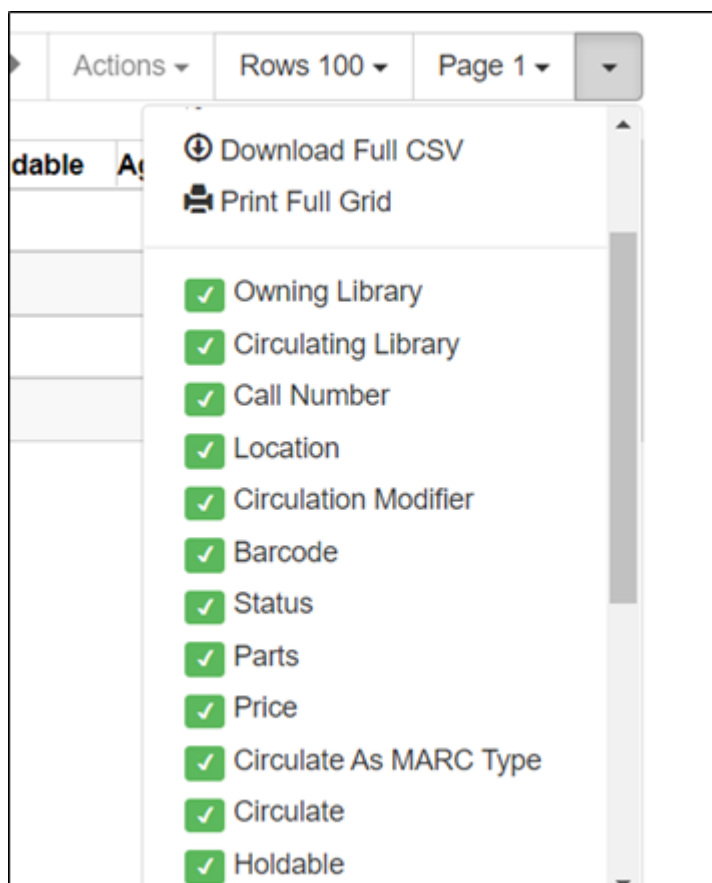 Actions Rows 100 Page 1
dable
Download Full CSV
Print Full Grid
Owning Library
Circulating Library
Call Number
Location
Circulation Modifier
Barcode
Status
Parts
Price
Circulate As MARC Type
Circulate
Holdable